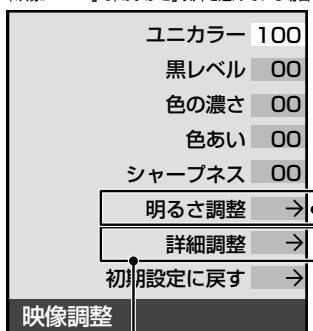 ユニカラー 100
黒レベル 00
色の濃さ 00
色あい 00
シャープネス 00
明るさ調整 →
詳細調整 →
初期設定に戻す →
映像調整